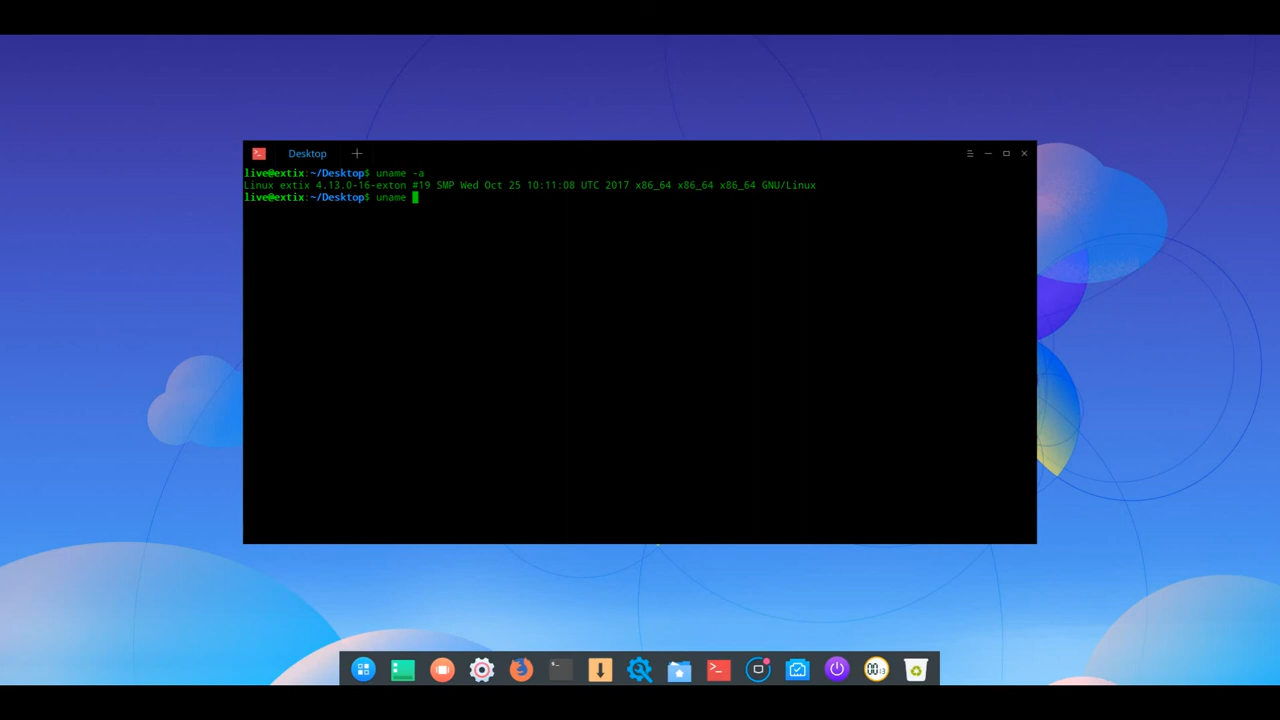 Desktop
live@extix:~/Desktop$ uname -a
Linux extix 4.13.0-16-exton #19 SMP Wed Oct 25 10:11:08 UTC 2017 x86_64 x86_64 x86_64 GNU/Linux
live@extix:~/Desktop$ uname